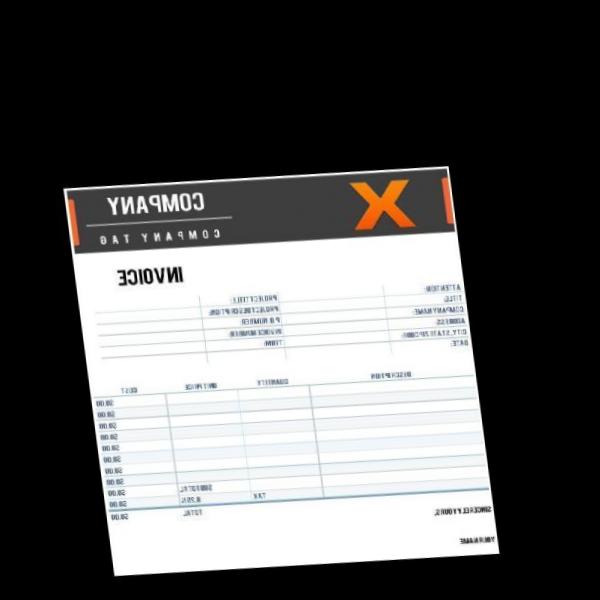 COMPANY
COMPANY TAG
X
INVOICE
ATTENTION: PROJECT TITLE:
TITLE: PROJECT DESCRIPTION:
COMPANY NAME: P.O. NUMBER:
ADDRESS: INVOICE NUMBER:
CITY, STATE ZIP CODE: TERM:
DATE:
DESCRIPTION QUANTITY UNIT PRICE COST
$0.00
$0.00
$0.00
$0.00
$0.00
$0.00
$0.00
SUBTOTAL $0.00
TAX 8.25% $0.00
TOTAL $0.00
SINCERELY YOURS,
YOUR NAME